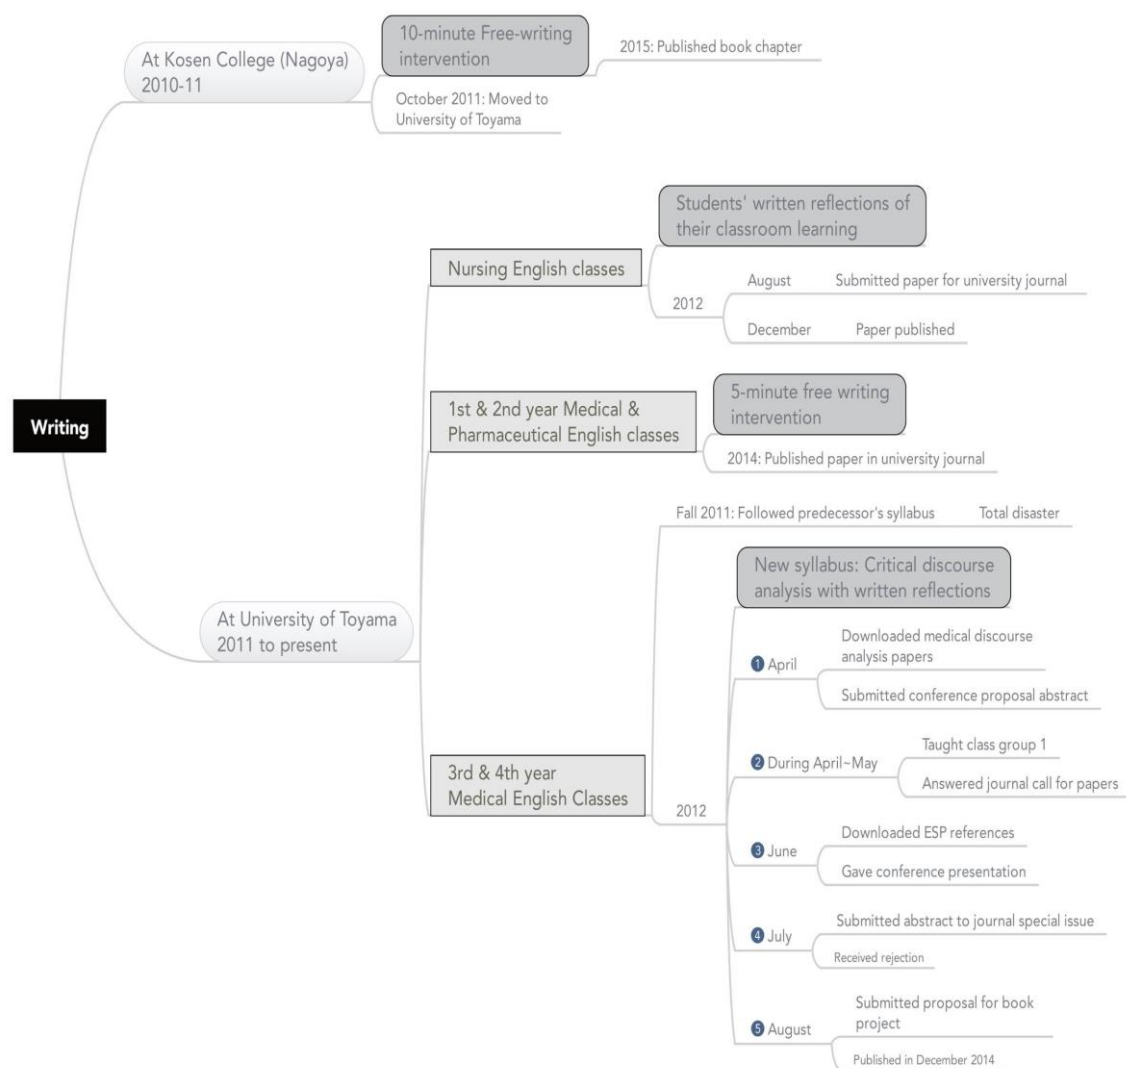 10-minute Free-writing
intervention
At Kosen College (Nagoya)
2010-11
2015: Published book chapter
October 2011: Moved to
University of Toyama
Students' written reflections of
their classroom learning
Nursing English classes
2012
August
Submitted paper for university journal
December
Paper published
Writing
1st & 2nd year Medical &
Pharmaceutical English classes
5-minute free writing
intervention
2014: Published paper in university journal
At University of Toyama
2011 to present
Fall 2011: Followed predecessor's syllabus
Total disaster
New syllabus: Critical discourse
analysis with written reflections
3rd & 4th year
Medical English Classes
2012
1 April
Downloaded medical discourse
analysis papers
Submitted conference proposal abstract
2 During April~May
Taught class group 1
Answered journal call for papers
3 June
Downloaded ESP references
Gave conference presentation
4 July
Submitted abstract to journal special issue
Received rejection
5 August
Submitted proposal for book
project
Published in December 2014